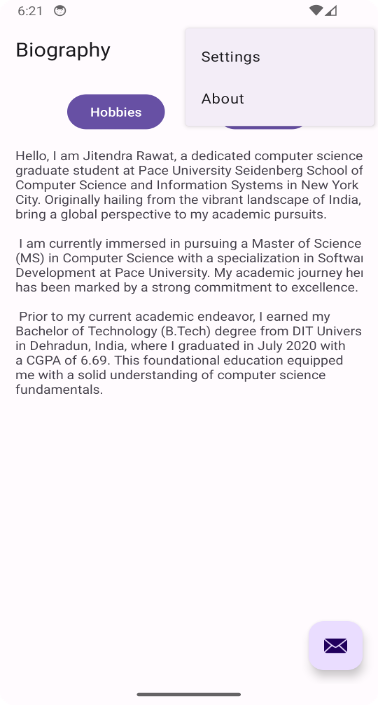 6:21
Biography
Settings
About
Hobbies
Hello, I am Jitendra Rawat, a dedicated computer science
graduate student at Pace University Seidenberg School of
Computer Science and Information Systems in New York
City. Originally hailing from the vibrant landscape of India,
bring a global perspective to my academic pursuits.
I am currently immersed in pursuing a Master of Science
(MS) in Computer Science with a specialization in Softwa
Development at Pace University. My academic journey he
has been marked by a strong commitment to excellence.
Prior to my current academic endeavor, I earned my
Bachelor of Technology (B.Tech) degree from DIT Univers
in Dehradun, India, where I graduated in July 2020 with
a CGPA of 6.69. This foundational education equipped
me with a solid understanding of computer science
fundamentals.